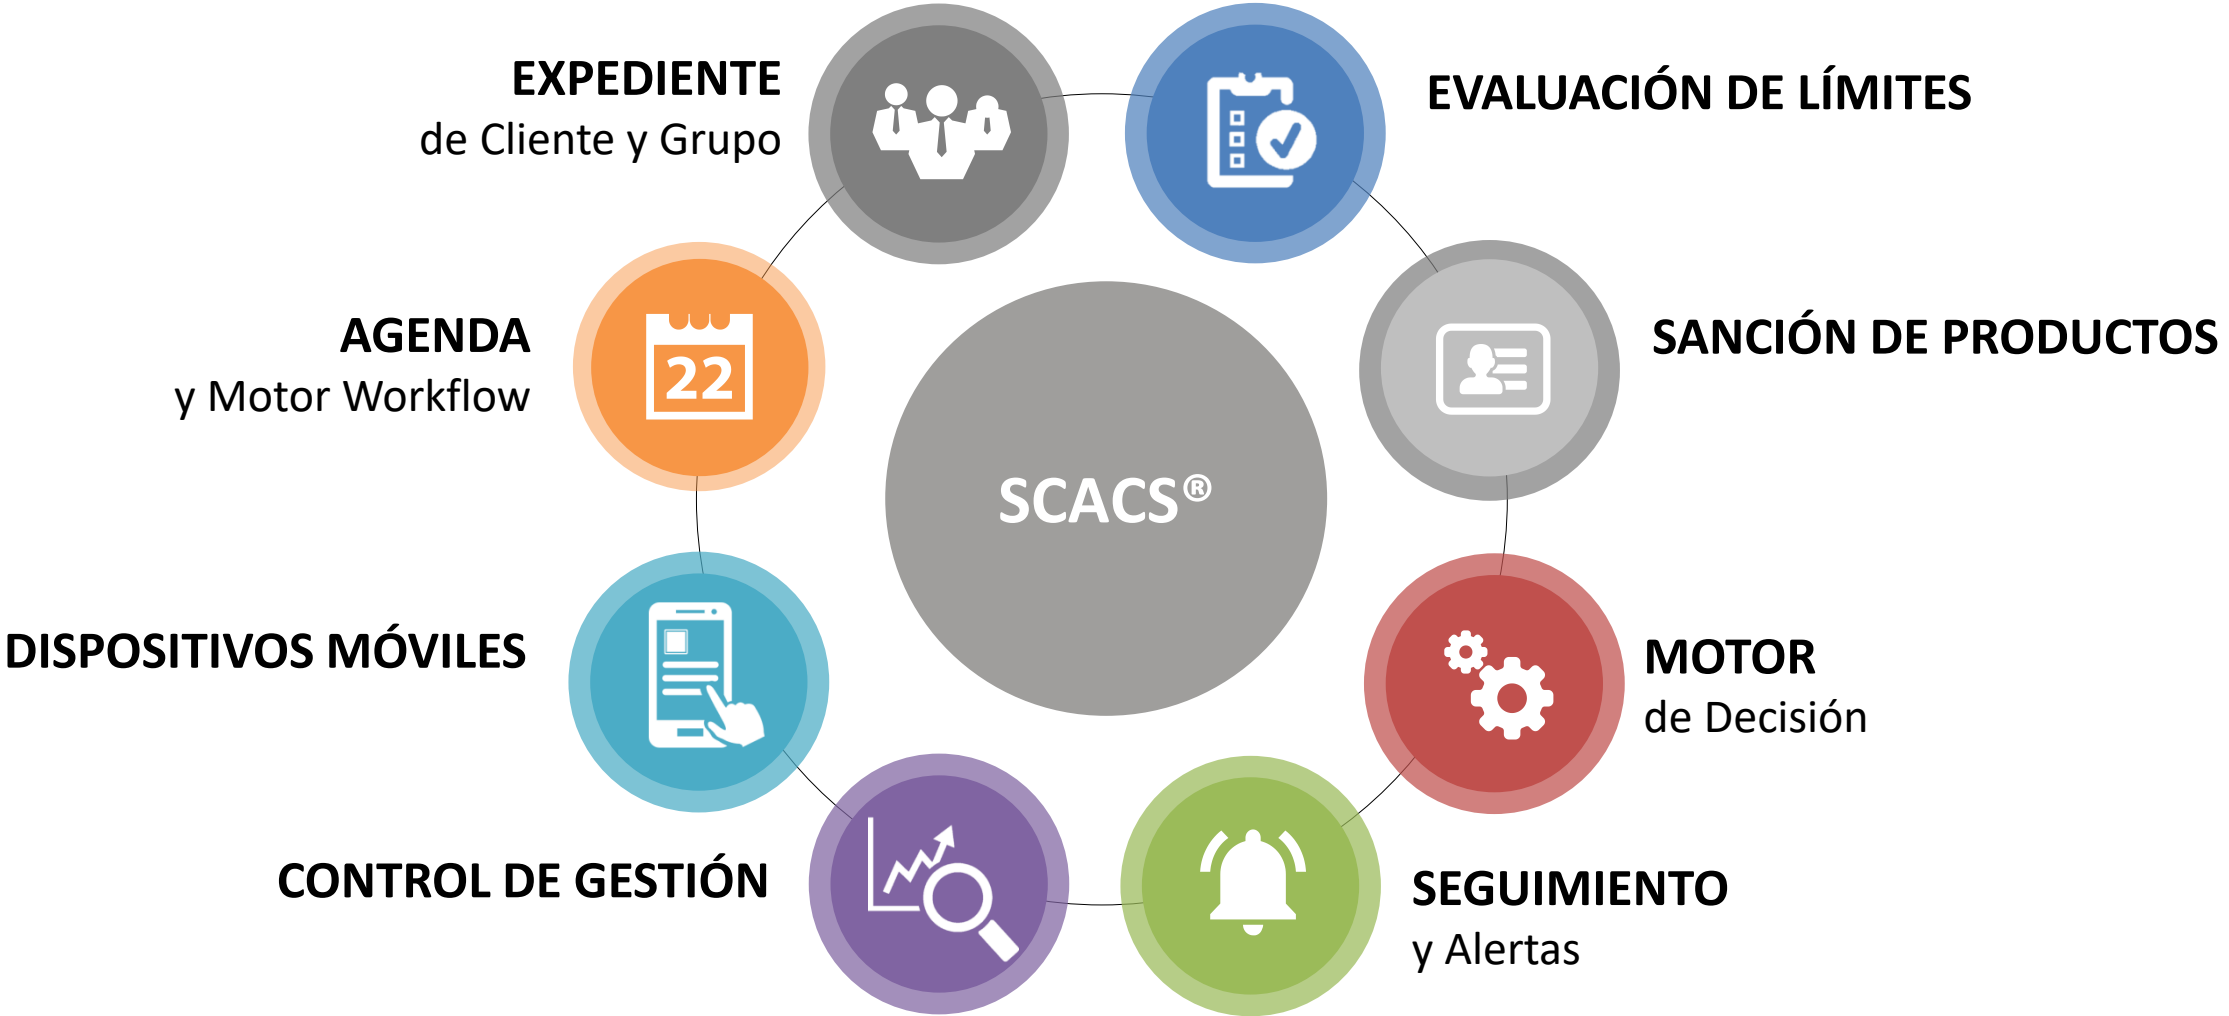 EXPEDIENTE
de Cliente y Grupo
EVALUACIÓN DE LÍMITES
AGENDA
y Motor Workflow
22
SANCIÓN DE PRODUCTOS
SCACS®
DISPOSITIVOS MÓVILES
MOTOR
de Decisión
CONTROL DE GESTIÓN
SEGUIMIENTO
y Alertas